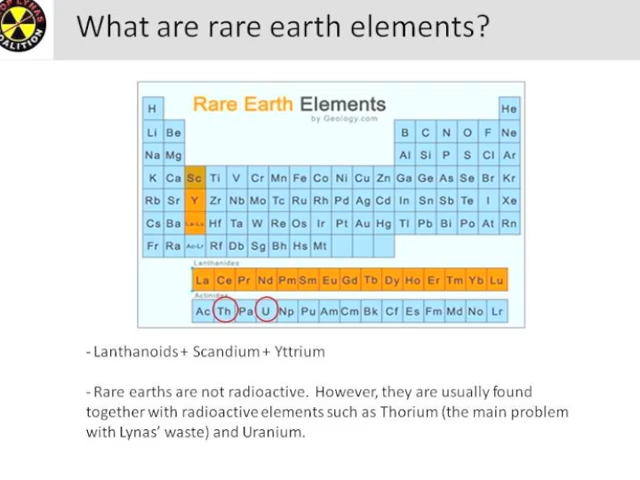 What are rare earth elements?
STOP LYNAS
COALITION
Rare Earth Elements
by Geology.com
H He
Li Be B C N O F Ne
Na Mg Al Si P S Cl Ar
K Ca Sc Ti V Cr Mn Fe Co Ni Cu Zn Ga Ge As Se Br Kr
Rb Sr Y Zr Nb Mo Tc Ru Rh Pd Ag Cd In Sn Sb Te I Xe
Cs Ba La-Lu Hf Ta W Re Os Ir Pt Au Hg Tl Pb Bi Po At Rn
Fr Ra Ac-Lr Rf Db Sg Bh Hs Mt
Lanthanides
La Ce Pr Nd Pm Sm Eu Gd Tb Dy Ho Er Tm Yb Lu
Actinides
Ac Th Pa U Np Pu Am Cm Bk Cf Es Fm Md No Lr
- Lanthanoids + Scandium + Yttrium
- Rare earths are not radioactive. However, they are usually found
together with radioactive elements such as Thorium (the main problem
with Lynas’ waste) and Uranium.